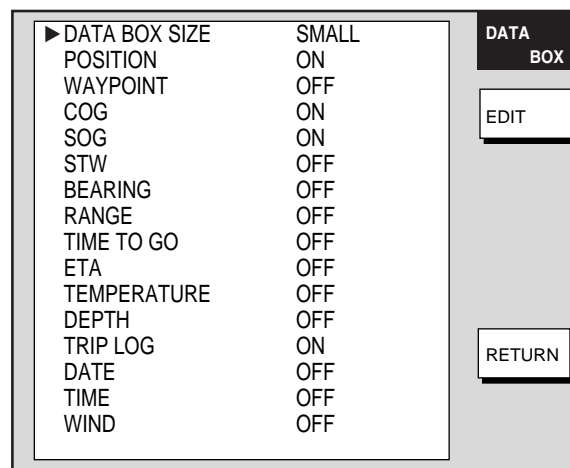 ▶DATA BOX SIZE SMALL
POSITION ON
WAYPOINT OFF
COG ON
SOG ON
STW OFF
BEARING OFF
RANGE OFF
TIME TO GO OFF
ETA OFF
TEMPERATURE OFF
DEPTH OFF
TRIP LOG ON
DATE OFF
TIME OFF
WIND OFF
DATA
BOX
EDIT
RETURN